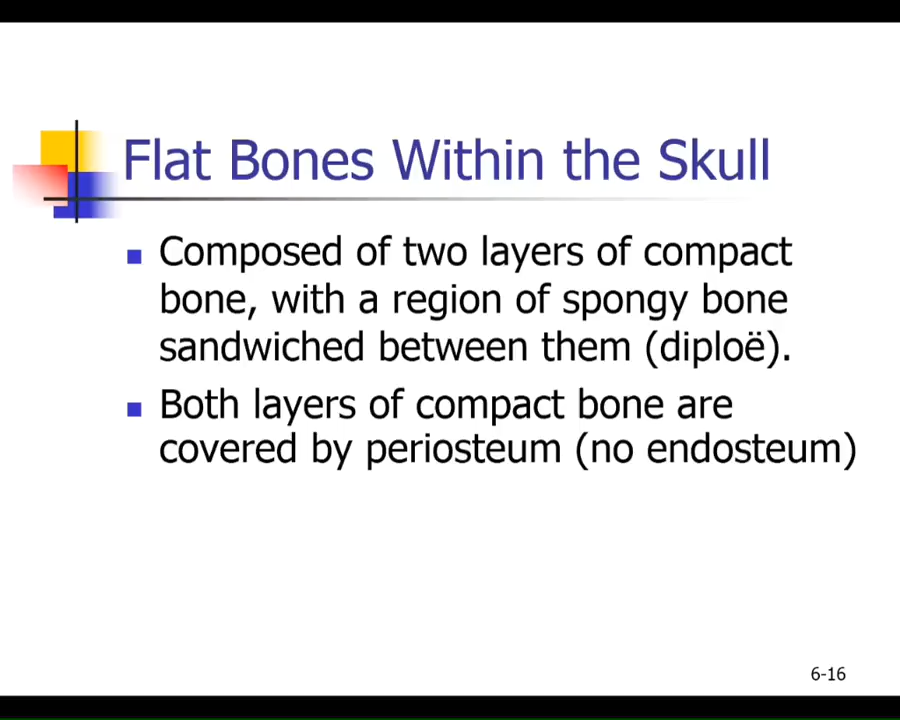 Flat Bones Within the Skull
Composed of two layers of compact
bone, with a region of spongy bone
sandwiched between them (diploë).
Both layers of compact bone are
covered by periosteum (no endosteum)
6-16